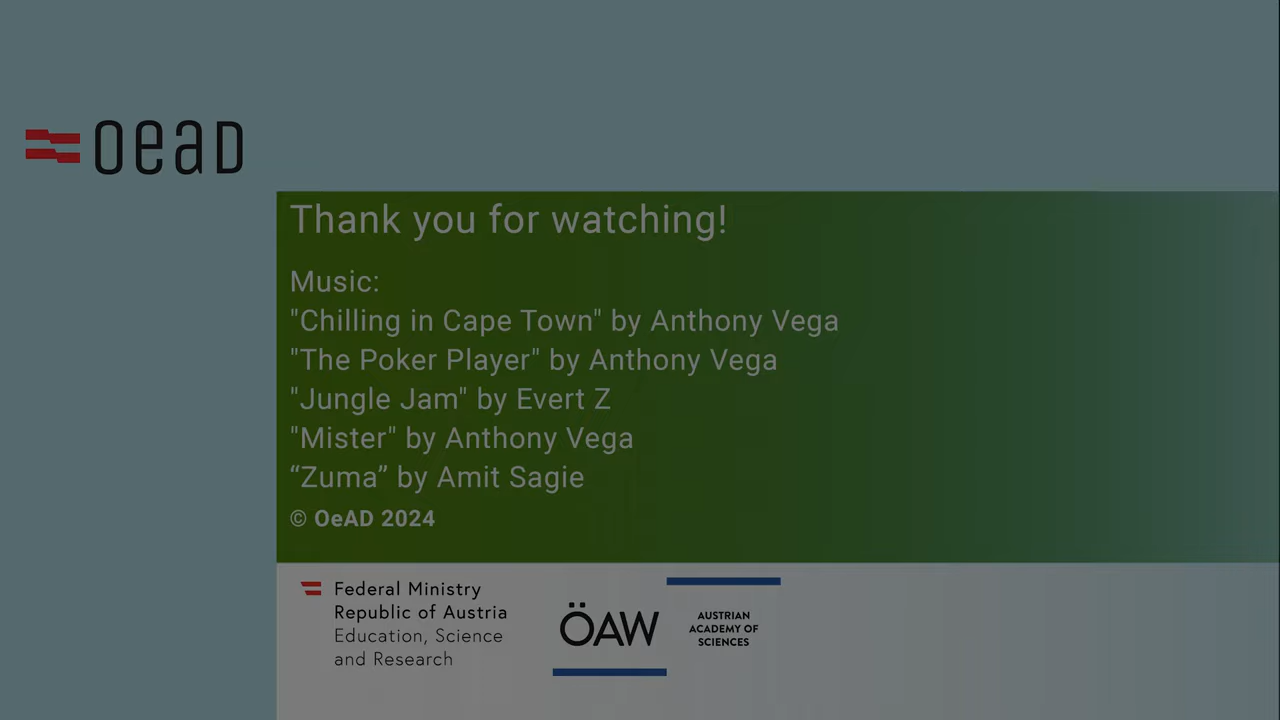 oead
Thank you for watching!
Music:
"Chilling in Cape Town" by Anthony Vega
"The Poker Player" by Anthony Vega
"Jungle Jam" by Evert Z
"Mister" by Anthony Vega
“Zuma” by Amit Sagie
© OeAD 2024
Federal Ministry
Republic of Austria
Education, Science
and Research
ÖAW
AUSTRIAN
ACADEMY OF
SCIENCES